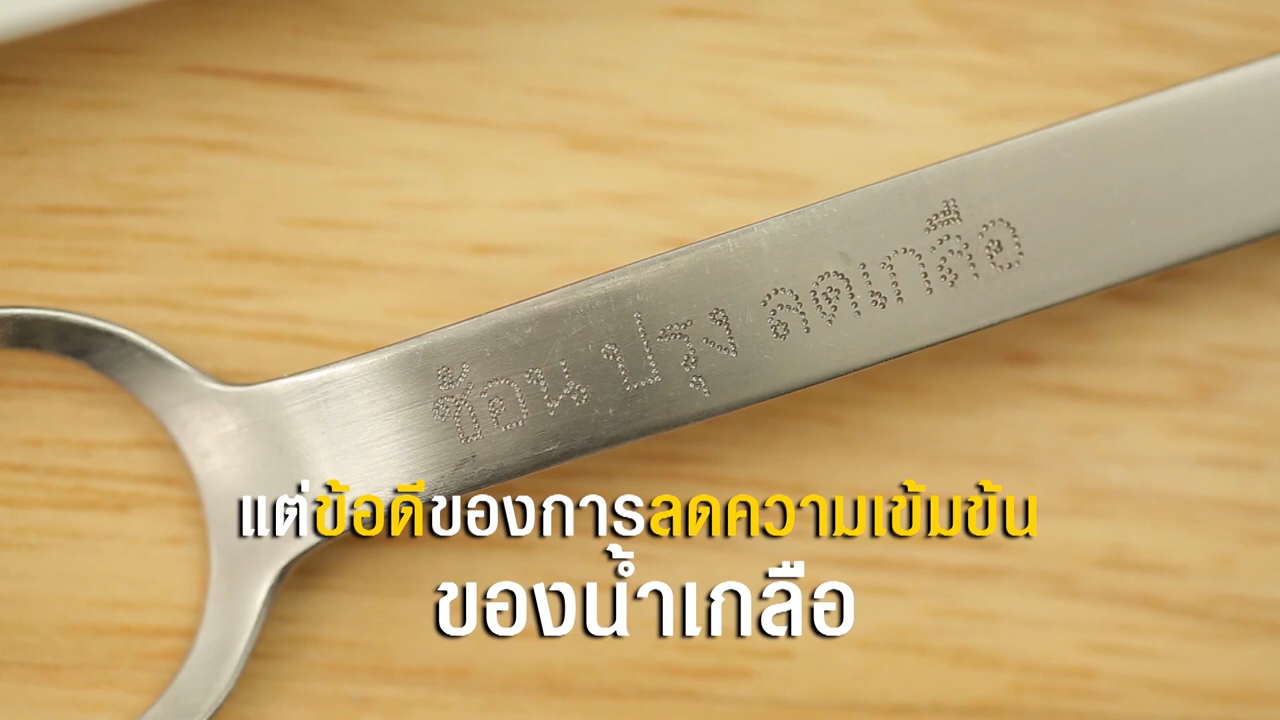 ช้อน ปรุง ลดเกลือ
แต่ข้อดีของการลดความเข้มข้น
ของน้ำเกลือ